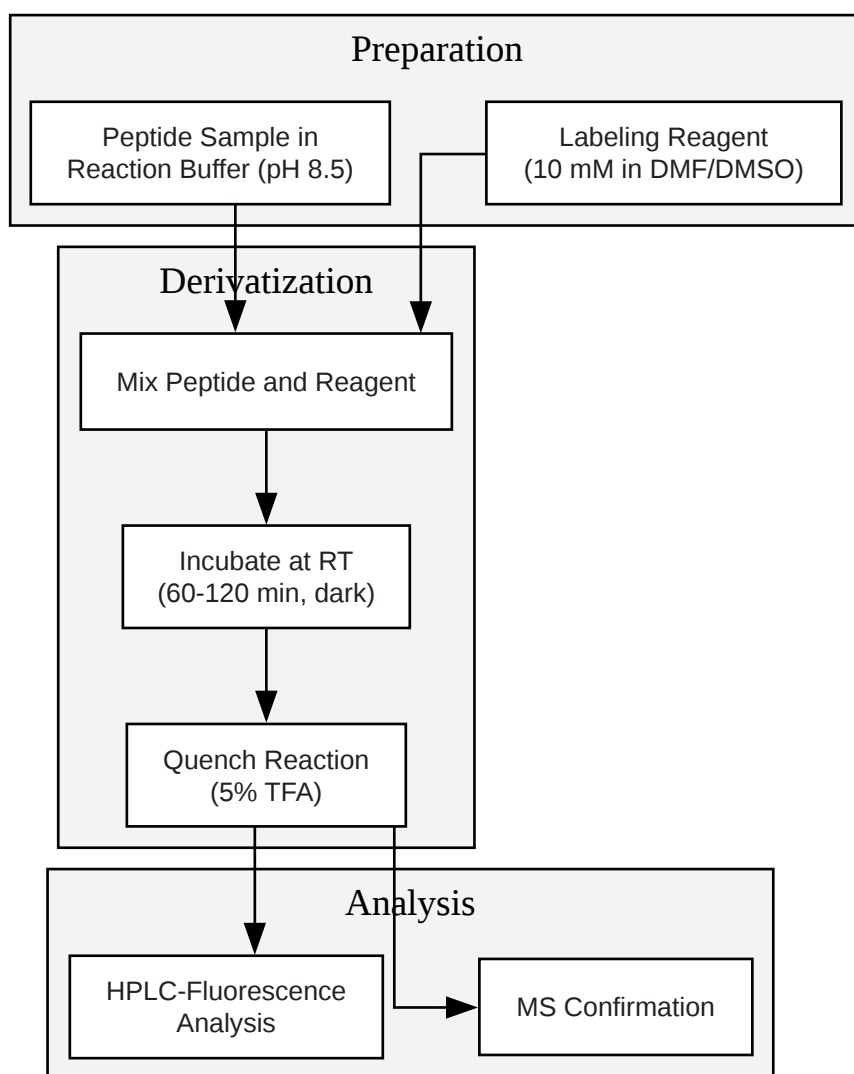 Preparation
Peptide Sample in
Reaction Buffer (pH 8.5)
Labeling Reagent
(10 mM in DMF/DMSO)
Derivatization
Mix Peptide and Reagent
Incubate at RT
(60-120 min, dark)
Quench Reaction
(5% TFA)
Analysis
HPLC-Fluorescence
Analysis
MS Confirmation